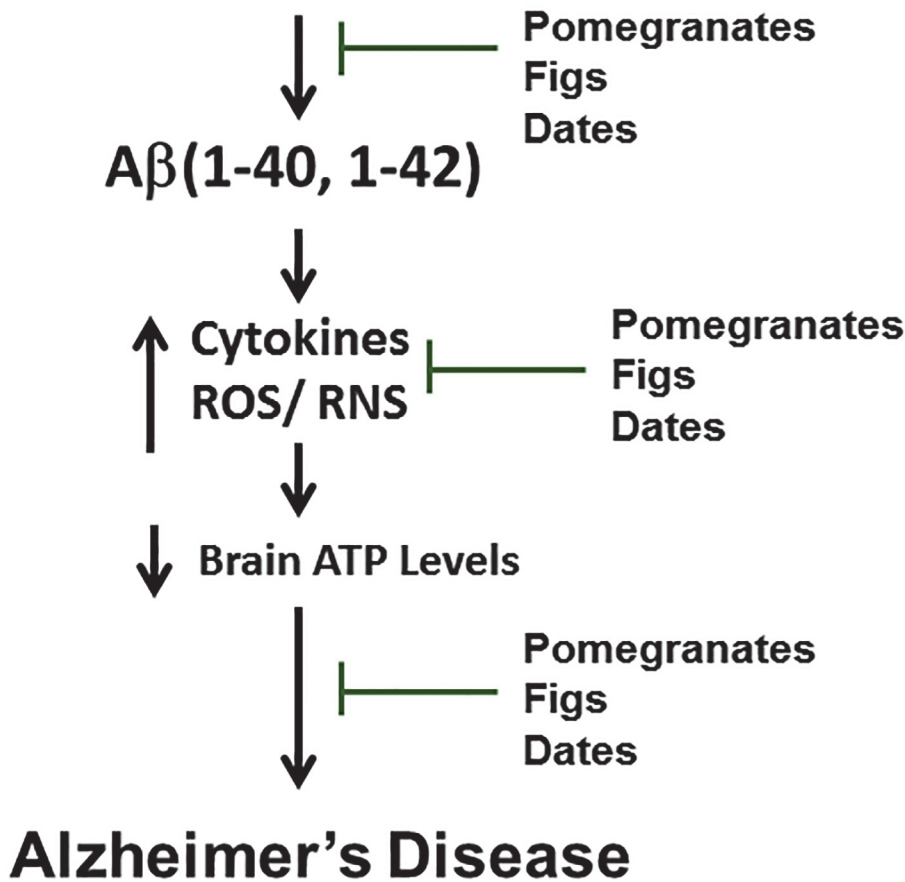 Pomegranates
Figs
Dates
Aβ(1-40, 1-42)
Cytokines
ROS/ RNS
Pomegranates
Figs
Dates
Brain ATP Levels
Pomegranates
Figs
Dates
Alzheimer’s Disease